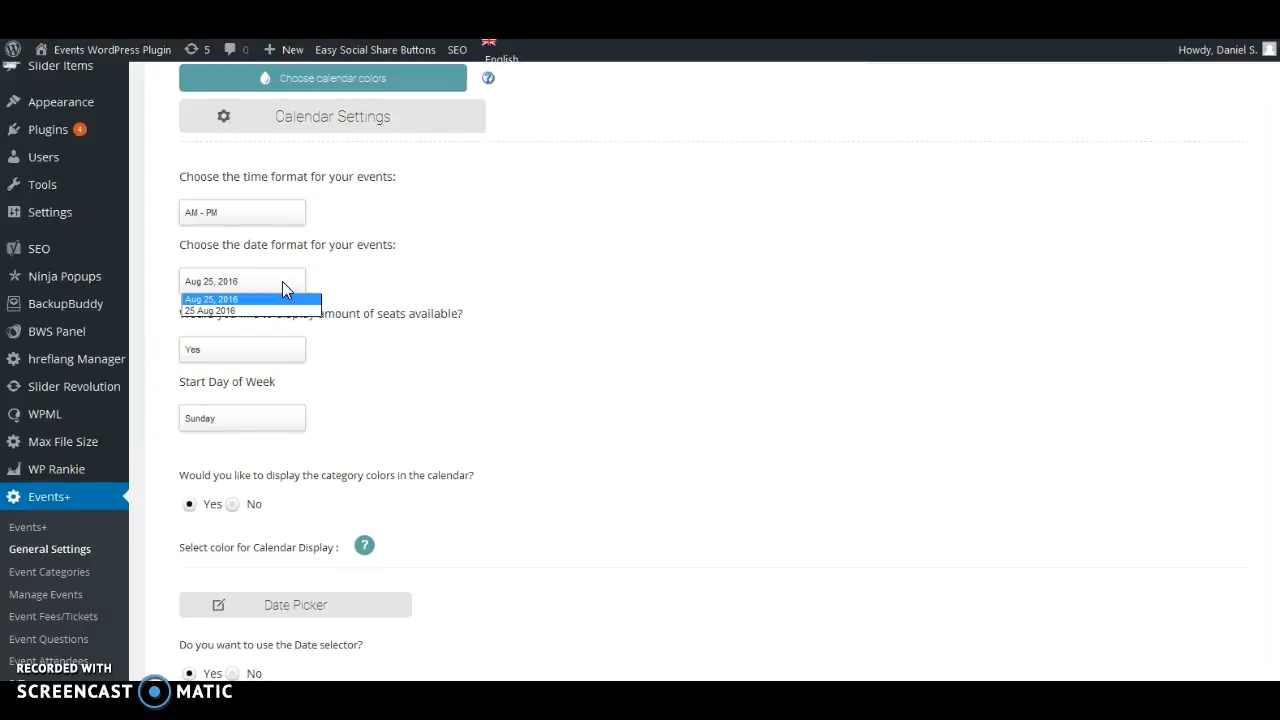 Events WordPress Plugin 5 0 New Easy Social Share Buttons SEO English Howdy, Daniel S.
Slider Items
Appearance
Plugins 4
Users
Tools
Settings
SEO
Ninja Popups
BackupBuddy
BWS Panel
hreflang Manager
Slider Revolution
WPML
Max File Size
WP Rankie
Events+
Events+
General Settings
Event Categories
Manage Events
Event Fees/Tickets
Event Questions
Event Attendees
Choose calendar colors ?
Calendar Settings
Choose the time format for your events:
AM - PM
Choose the date format for your events:
Aug 25, 2016
Aug 25, 2016
25 Aug 2016
amount of seats available?
Yes
Start Day of Week
Sunday
Would you like to display the category colors in the calendar?
Yes No
Select color for Calendar Display : ?
Date Picker
Do you want to use the Date selector?
Yes No
RECORDED WITH
SCREENCAST MATIC